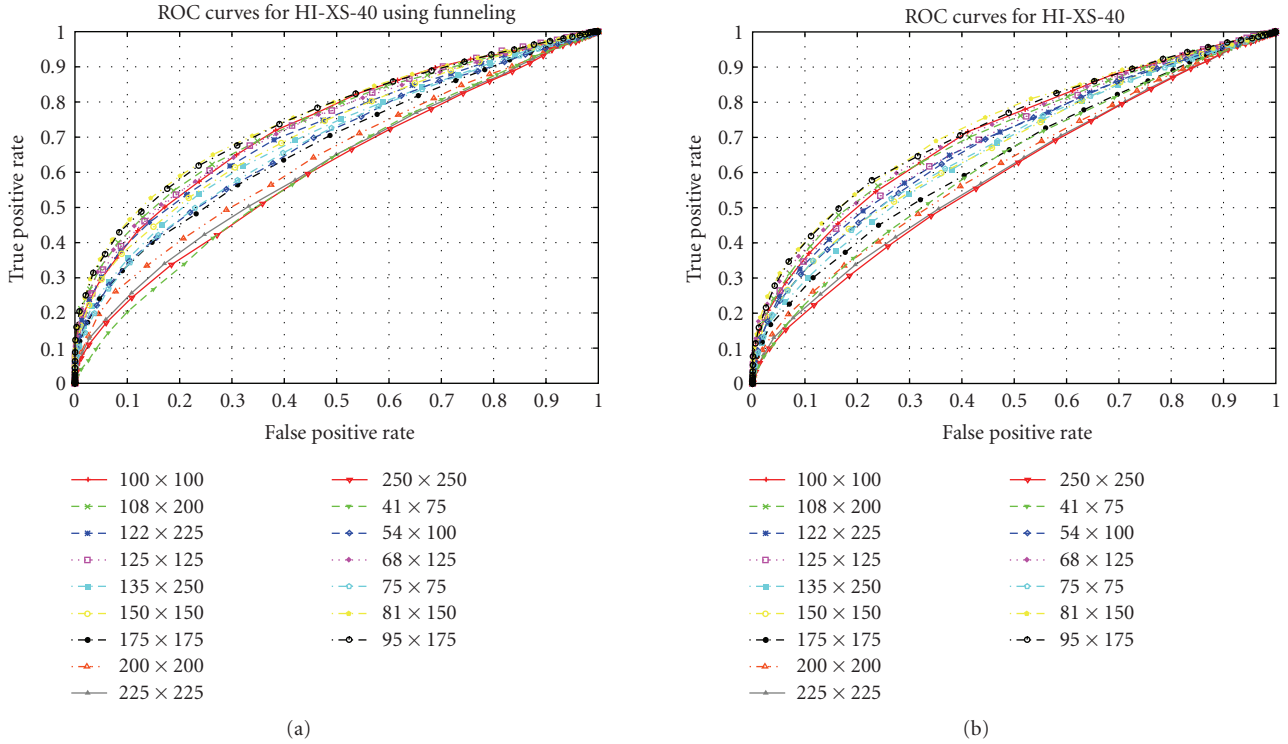 ROC curves for HI-XS-40 using funneling
1
0.9
0.8
0.7
0.6
0.5
0.4
0.3
0.2
0.1
0
True positive rate
0 0.1 0.2 0.3 0.4 0.5 0.6 0.7 0.8 0.9 1
False positive rate
100 × 100
108 × 200
122 × 225
125 × 125
135 × 250
150 × 150
175 × 175
200 × 200
225 × 225
250 × 250
41 × 75
54 × 100
68 × 125
75 × 75
81 × 150
95 × 175
(a)
ROC curves for HI-XS-40
1
0.9
0.8
0.7
0.6
0.5
0.4
0.3
0.2
0.1
0
True positive rate
0 0.1 0.2 0.3 0.4 0.5 0.6 0.7 0.8 0.9 1
False positive rate
100 × 100
108 × 200
122 × 225
125 × 125
135 × 250
150 × 150
175 × 175
200 × 200
225 × 225
250 × 250
41 × 75
54 × 100
68 × 125
75 × 75
81 × 150
95 × 175
(b)